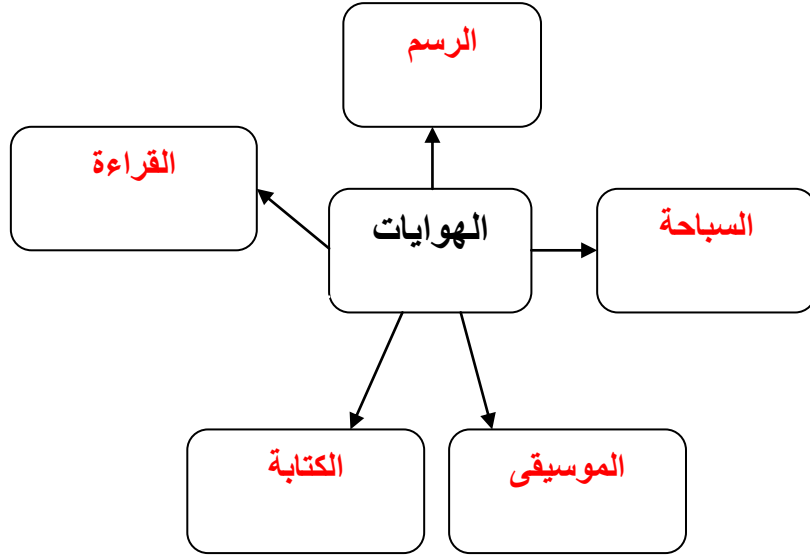 الرسم
القراءة
الهوايات
السباحة
الكتابة
الموسيقى